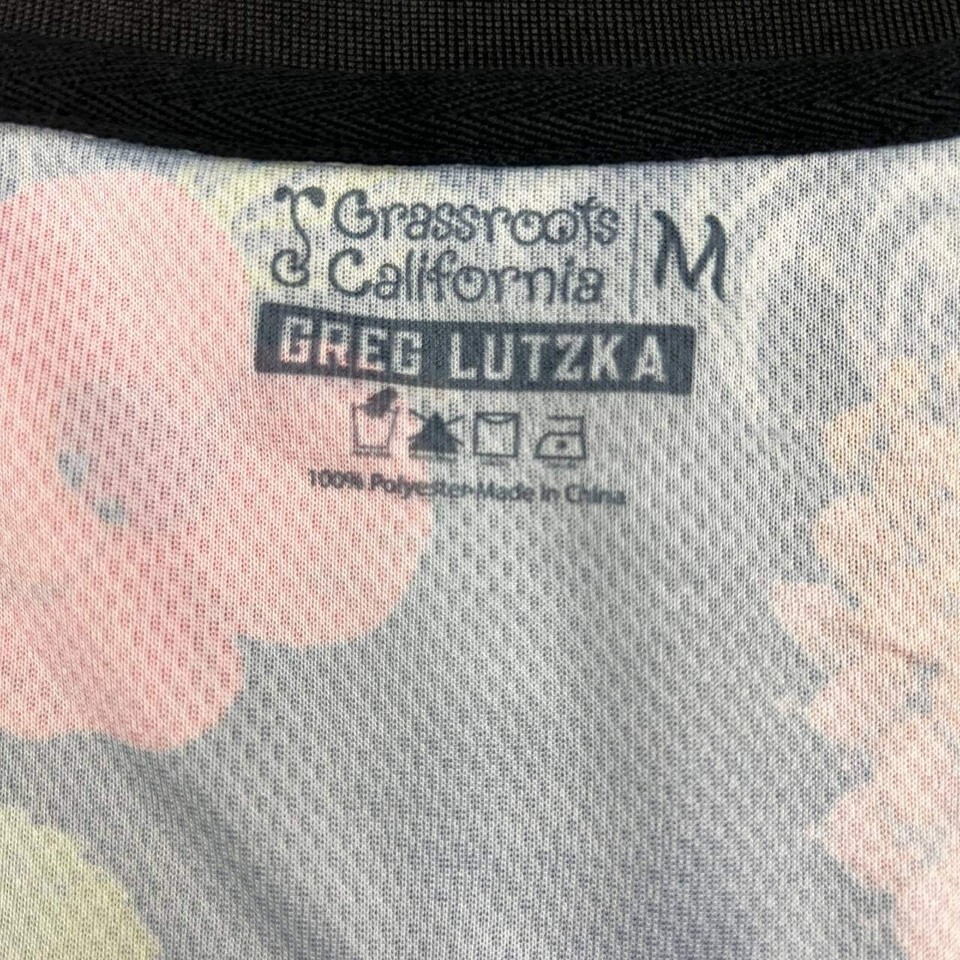 Grassroots
California | M
GREG LUTZKA
100% Polyester•Made in China